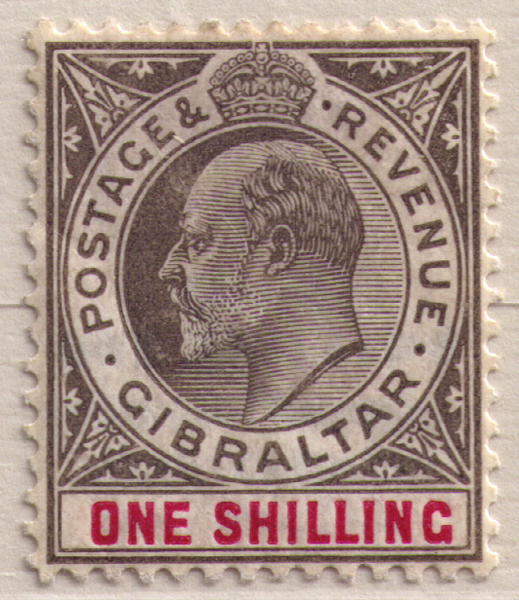 POSTAGE & REVENUE
GIBRALTAR
ONE SHILLING